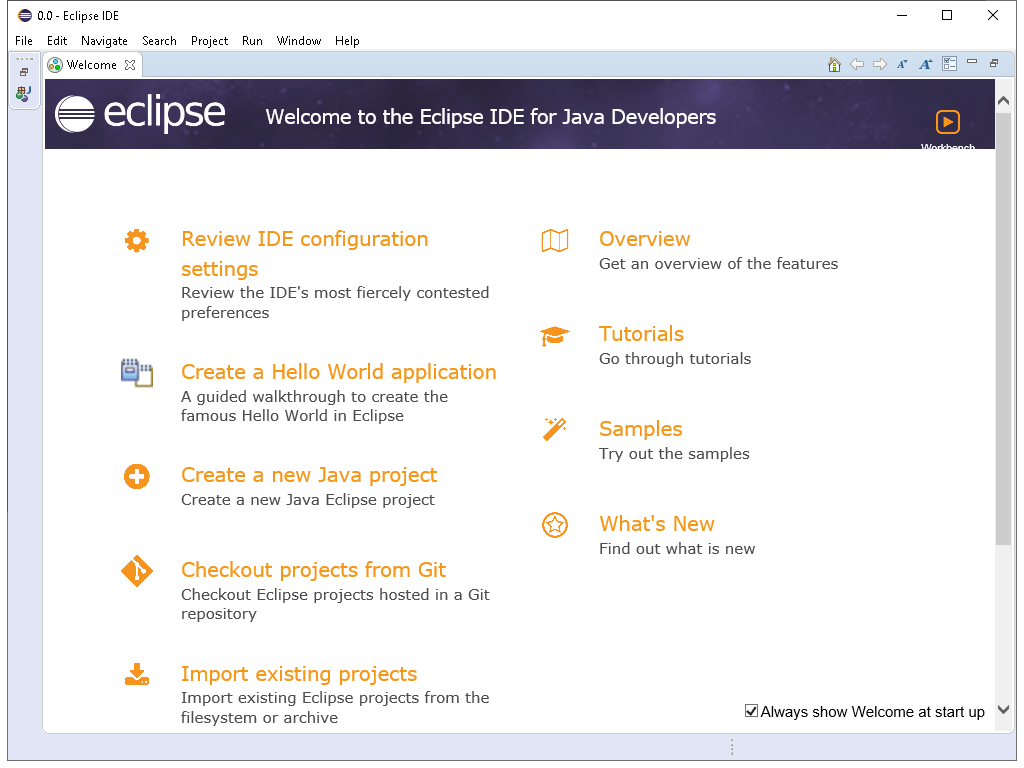 0.0 - Eclipse IDE
File Edit Navigate Search Project Run Window Help
Welcome
eclipse
Welcome to the Eclipse IDE for Java Developers
Workbench
Review IDE configuration
settings
Review the IDE's most fiercely contested
preferences
Create a Hello World application
A guided walkthrough to create the
famous Hello World in Eclipse
Create a new Java project
Create a new Java Eclipse project
Checkout projects from Git
Checkout Eclipse projects hosted in a Git
repository
Import existing projects
Import existing Eclipse projects from the
filesystem or archive
Overview
Get an overview of the features
Tutorials
Go through tutorials
Samples
Try out the samples
What's New
Find out what is new
Always show Welcome at start up